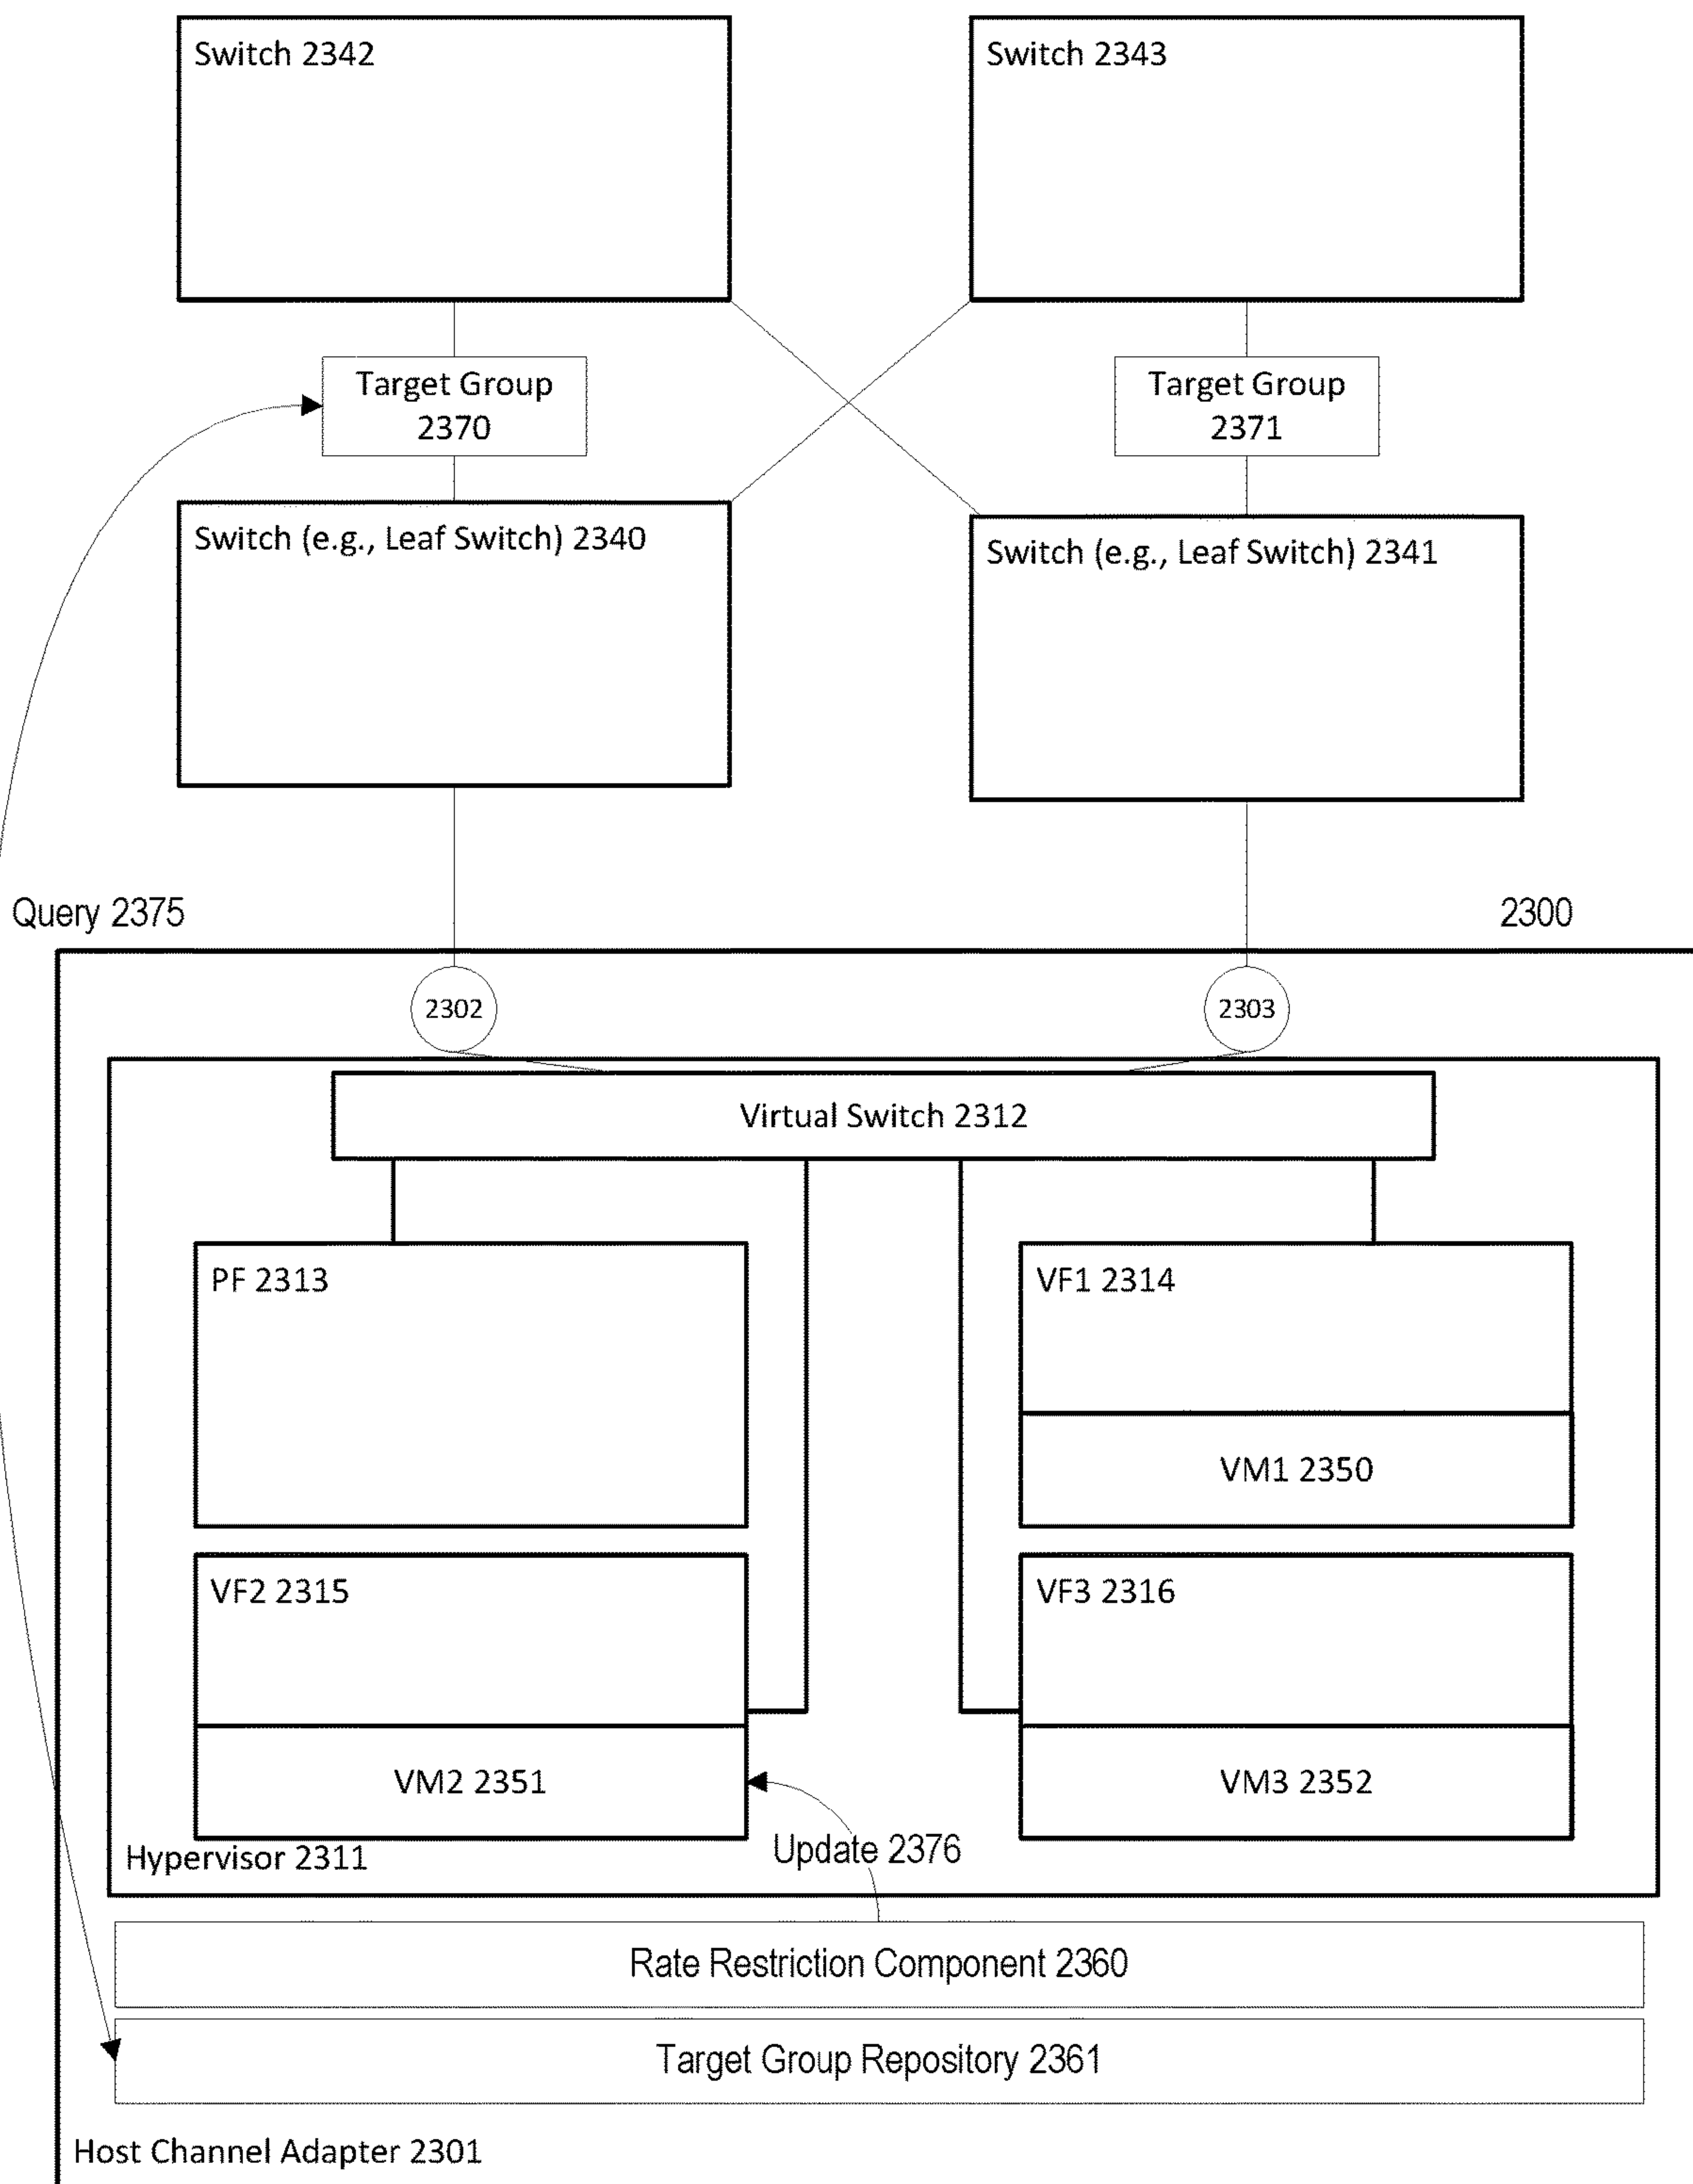 Switch 2342
Switch 2343
Target Group
2370
Target Group
2371
Switch (e.g., Leaf Switch) 2340
Switch (e.g., Leaf Switch) 2341
Query 2375
2300
2302
2303
Virtual Switch 2312
PF 2313
VF1 2314
VM1 2350
VF2 2315
VF3 2316
VM2 2351
VM3 2352
Update 2376
Hypervisor 2311
Rate Restriction Component 2360
Target Group Repository 2361
Host Channel Adapter 2301